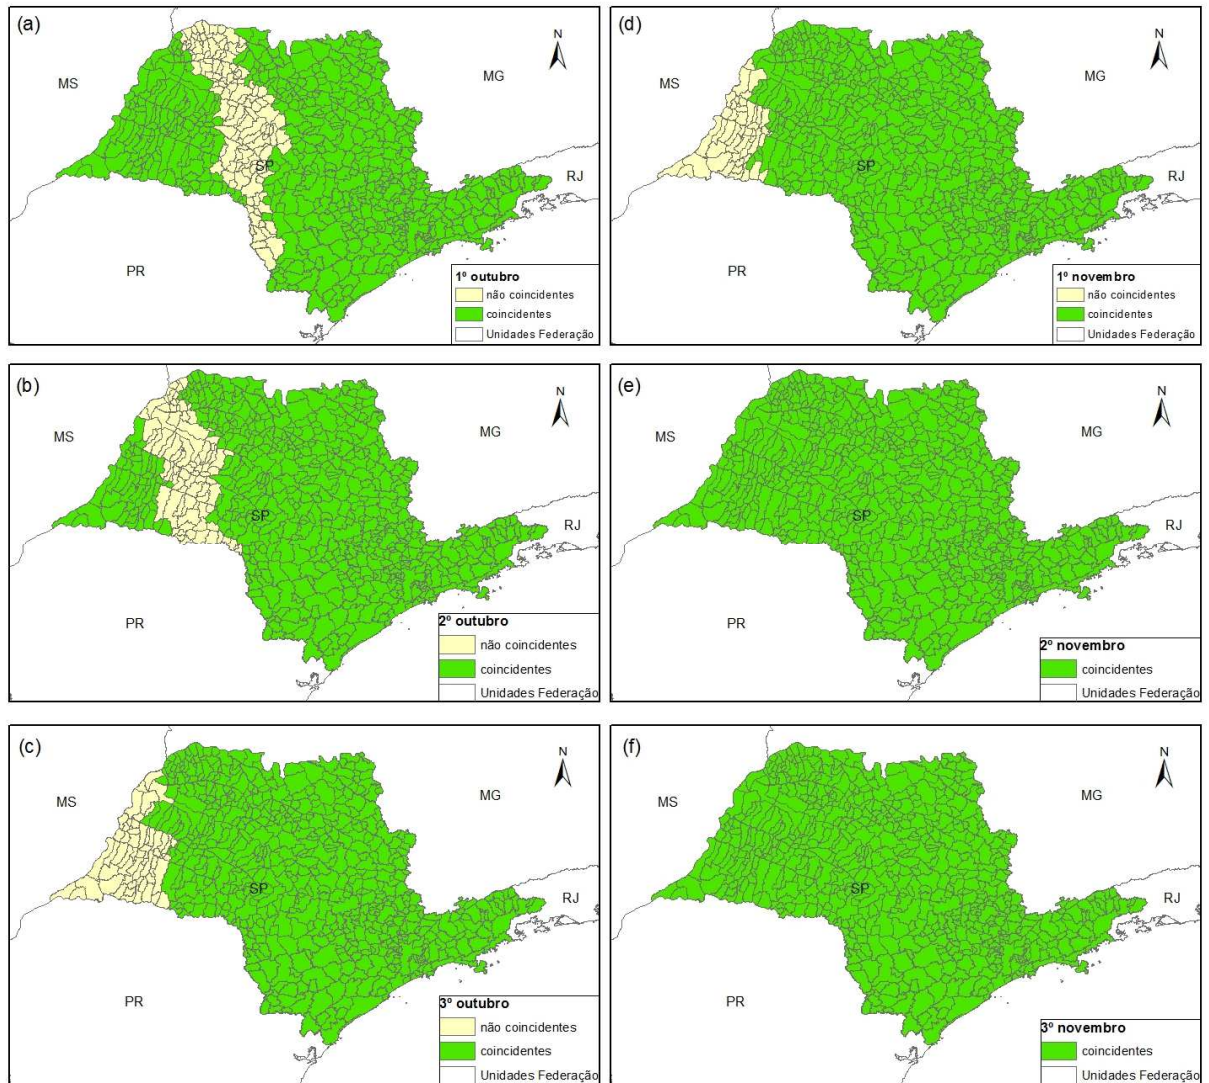 (a)
N
MS
MG
SP
RJ
PR
1º outubro
não coincidentes
coincidentes
Unidades Federação
(b)
N
MS
MG
SP
RJ
PR
2º outubro
não coincidentes
coincidentes
Unidades Federação
(c)
N
MS
MG
SP
RJ
PR
3º outubro
não coincidentes
coincidentes
Unidades Federação
(d)
N
MS
MG
SP
RJ
PR
1º novembro
não coincidentes
coincidentes
Unidades Federação
(e)
N
MS
MG
SP
RJ
PR
2º novembro
coincidentes
Unidades Federação
(f)
N
MS
MG
SP
RJ
PR
3º novembro
coincidentes
Unidades Federação